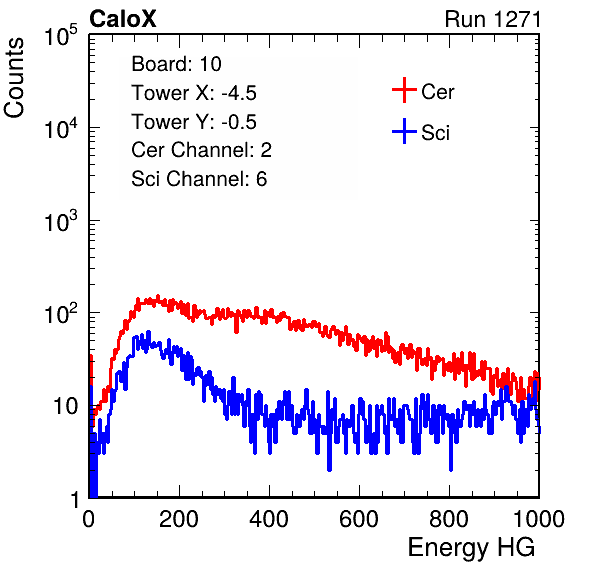 CaloX Run 1271
Counts
Board: 10
Tower X: -4.5
Tower Y: -0.5
Cer Channel: 2
Sci Channel: 6
Cer
Sci
10^5
10^4
10^3
10^2
10
1
0 200 400 600 800 1000
Energy HG